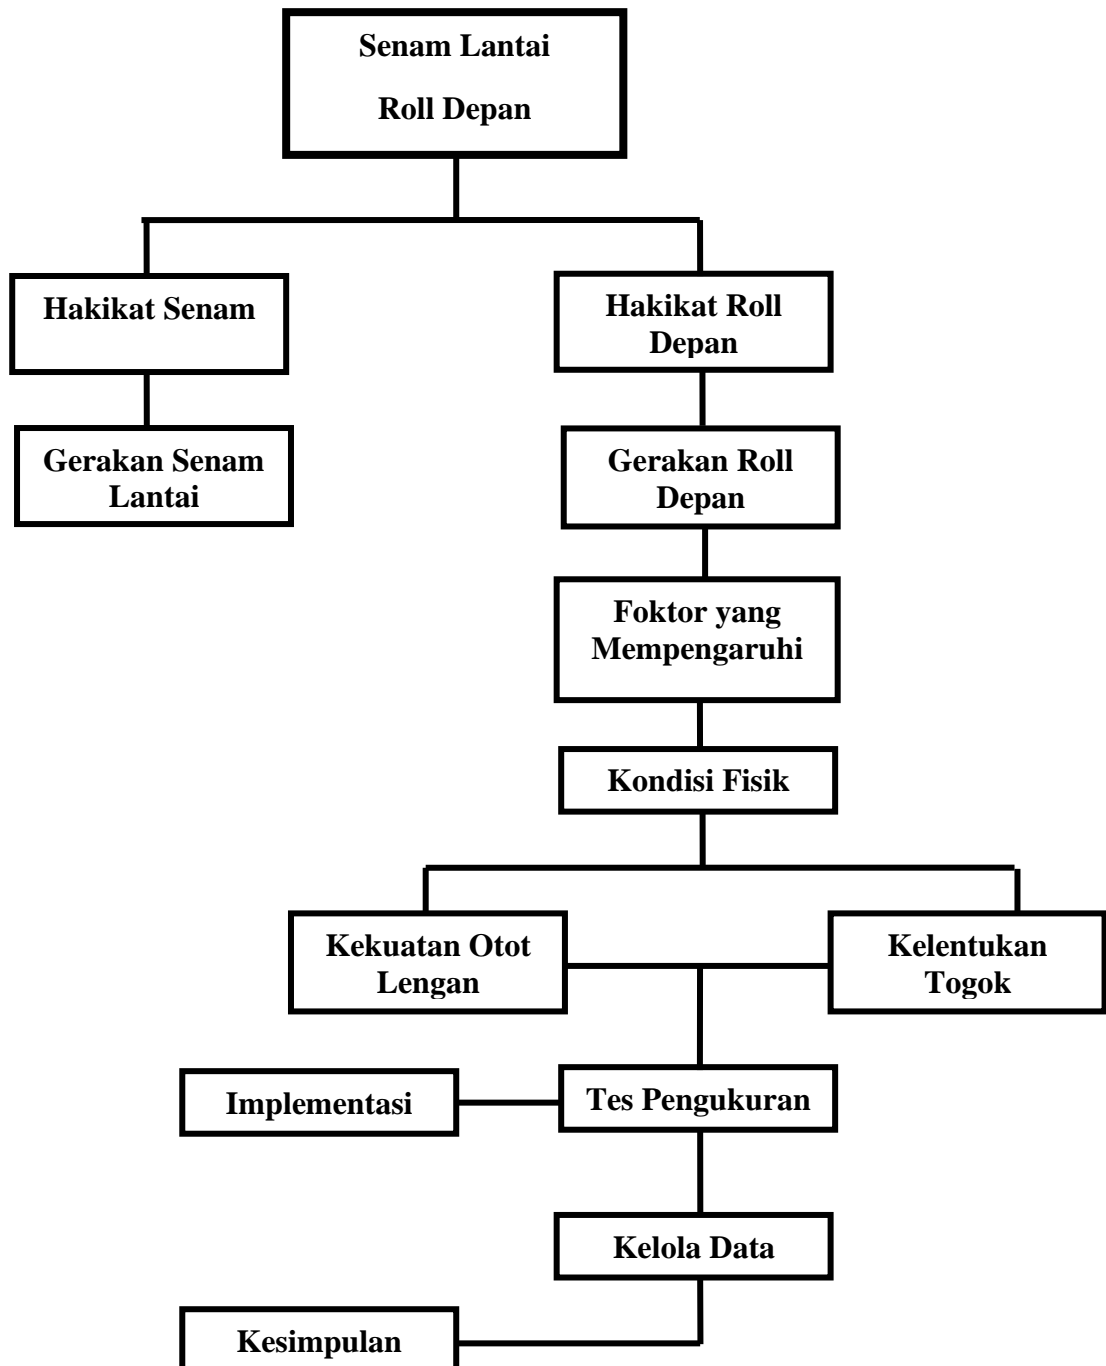 Senam Lantai
Roll Depan
Hakikat Senam
Hakikat Roll
Depan
Gerakan Senam
Lantai
Gerakan Roll
Depan
Foktor yang
Mempengaruhi
Kondisi Fisik
Kekuatan Otot
Lengan
Kelentukan
Togok
Implementasi
Tes Pengukuran
Kelola Data
Kesimpulan